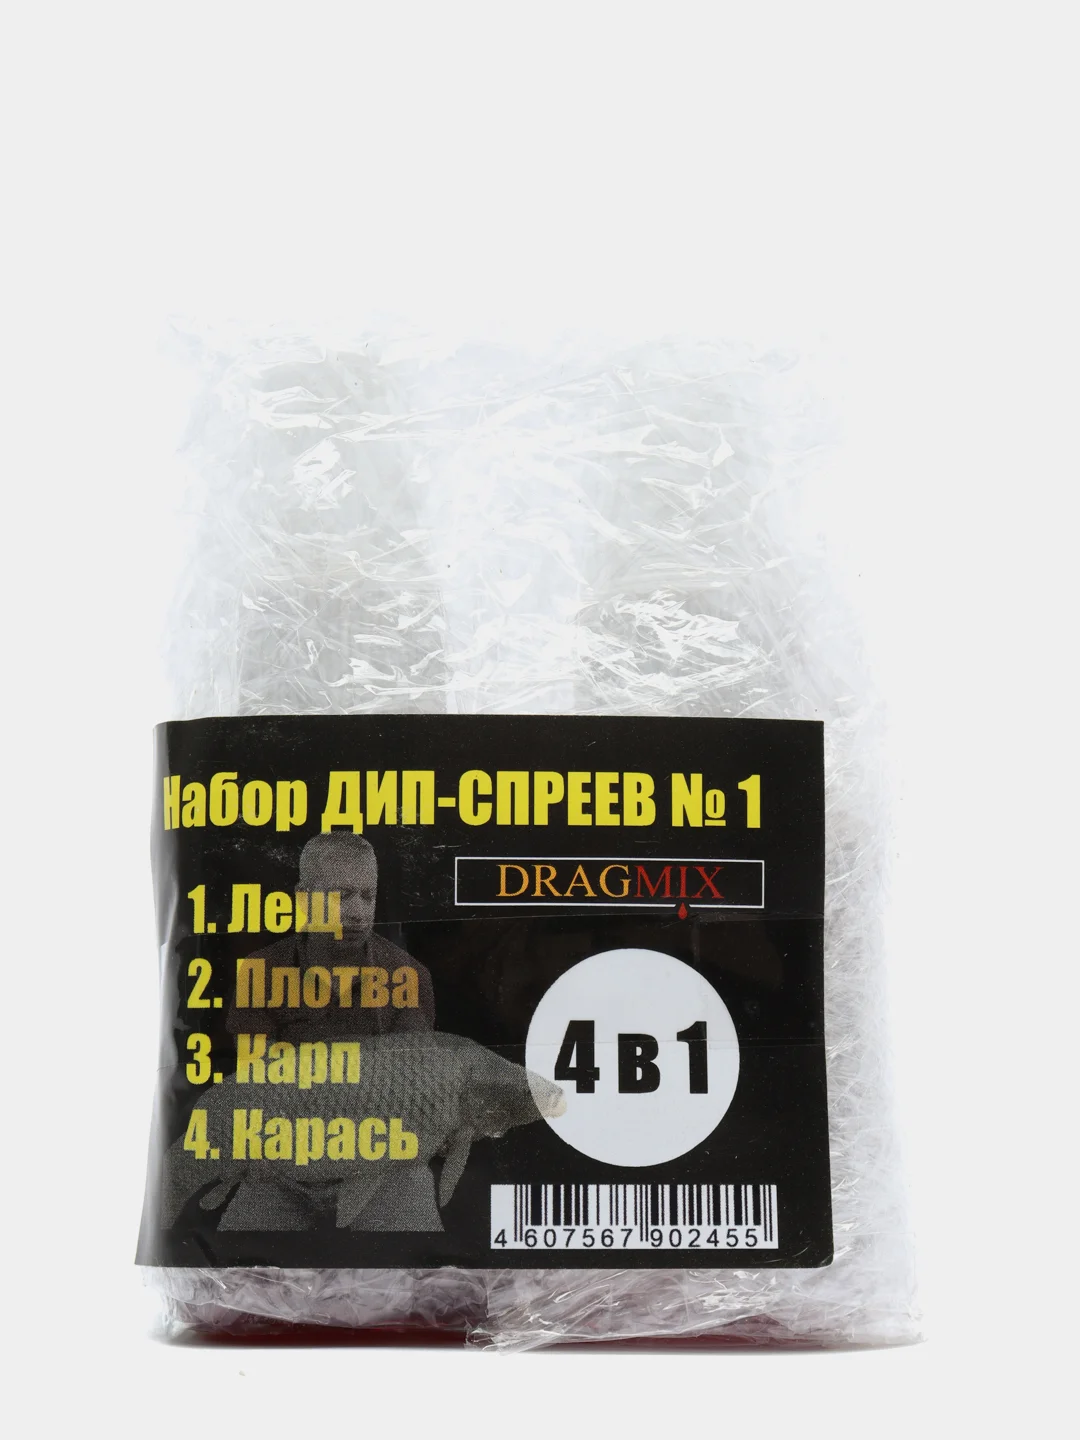 Набор ДИП-СПРЕЕВ № 1
DRAGMIX
1. Лещ
2. Плотва
3. Карп
4. Карась
4 в 1
4 607567 902455